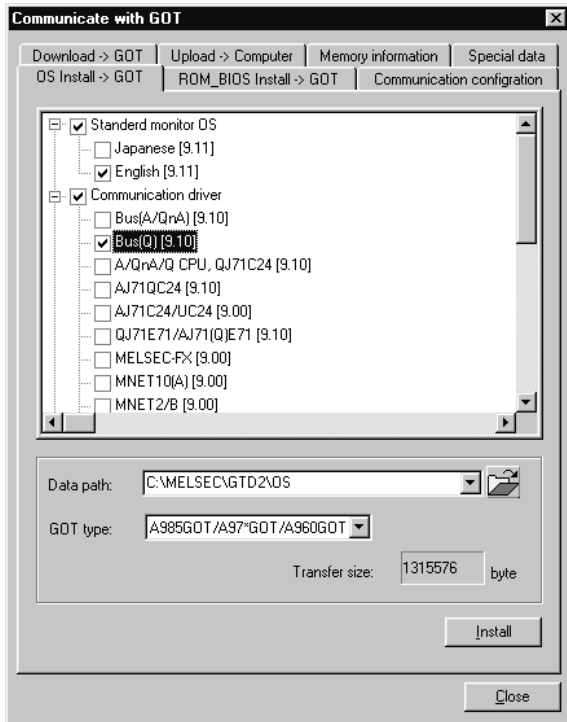 Communicate with GOT
Download -> GOT
Upload -> Computer
Memory information
Special data
OS Install -> GOT
ROM_BIOS Install -> GOT
Communication configration
Standerd monitor OS
Japanese [9.11]
English [9.11]
Communication driver
Bus(A/QnA) [9.10]
Bus(Q) [9.10]
A/QnA/Q CPU, QJ71C24 [9.10]
AJ71QC24 [9.10]
AJ71C24/UC24 [9.00]
QJ71E71/AJ71(Q)E71 [9.10]
MELSEC-FX [9.00]
MNET10(A) [9.00]
MNET2/B [9.00]
Data path:
C:\MELSEC\GTD2\OS
GOT type:
A985GOT/A97*GOT/A960GOT
Transfer size:
1315576
byte
Install
Close